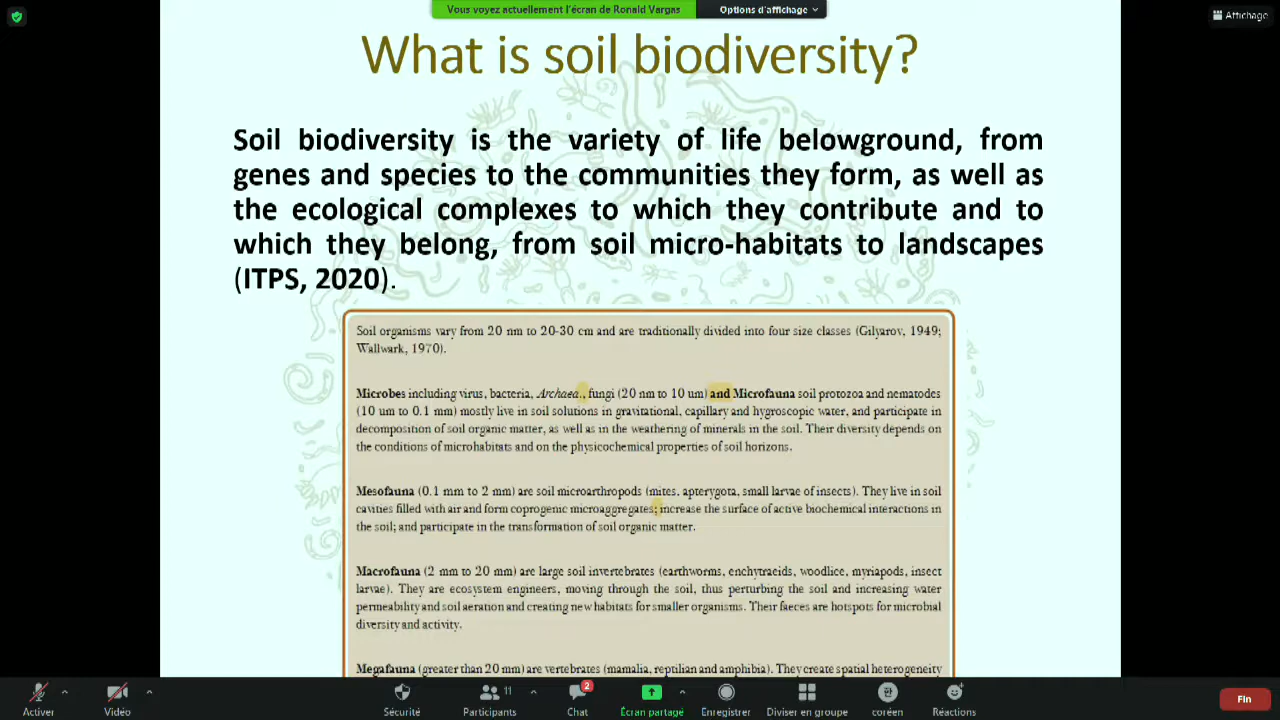 Vous voyez actuellement l'écran de Ronald Vargas
Options d'affichage
Affichage
What is soil biodiversity?
Soil biodiversity is the variety of life belowground, from
genes and species to the communities they form, as well as
the ecological complexes to which they contribute and to
which they belong, from soil micro-habitats to landscapes
(ITPS, 2020).
Soil organisms vary from 20 nm to 20-30 cm and are traditionally divided into four size classes (Gilyarov, 1949;
Wallwark, 1970).
Microbes including virus, bacteria, Archaea., fungi (20 nm to 10 um) and Microfauna soil protozoa and nematodes
(10 um to 0.1 mm) mostly live in soil solutions in gravitational, capillary and hygroscopic water, and participate in
decomposition of soil organic matter, as well as in the weathering of minerals in the soil. Their diversity depends on
the conditions of microhabitats and on the physicochemical properties of soil horizons.
Mesofauna (0.1 mm to 2 mm) are soil microarthropods (mites. apterygota, small larvae of insects). They live in soil
cavities filled with air and form coprogenic microaggregates; increase the surface of active biochemical interactions in
the soil; and participate in the transformation of soil organic matter.
Macrofauna (2 mm to 20 mm) are large soil invertebrates (earthworms, enchytraeids, woodlice, myriapods, insect
larvae). They are ecosystem engineers, moving through the soil, thus perturbing the soil and increasing water
permeability and soil aeration and creating new habitats for smaller organisms. Their faeces are hotspots for microbial
diversity and activity.
Megafauna (greater than 20 mm) are vertebrates (mamalia, reptilian and amphibia). They create spatial heterogeneity
Activer
Vidéo
Sécurité
11
Participants
2
Chat
Écran partagé
Enregistrer
Diviser en groupe
coréen
Réactions
Fin